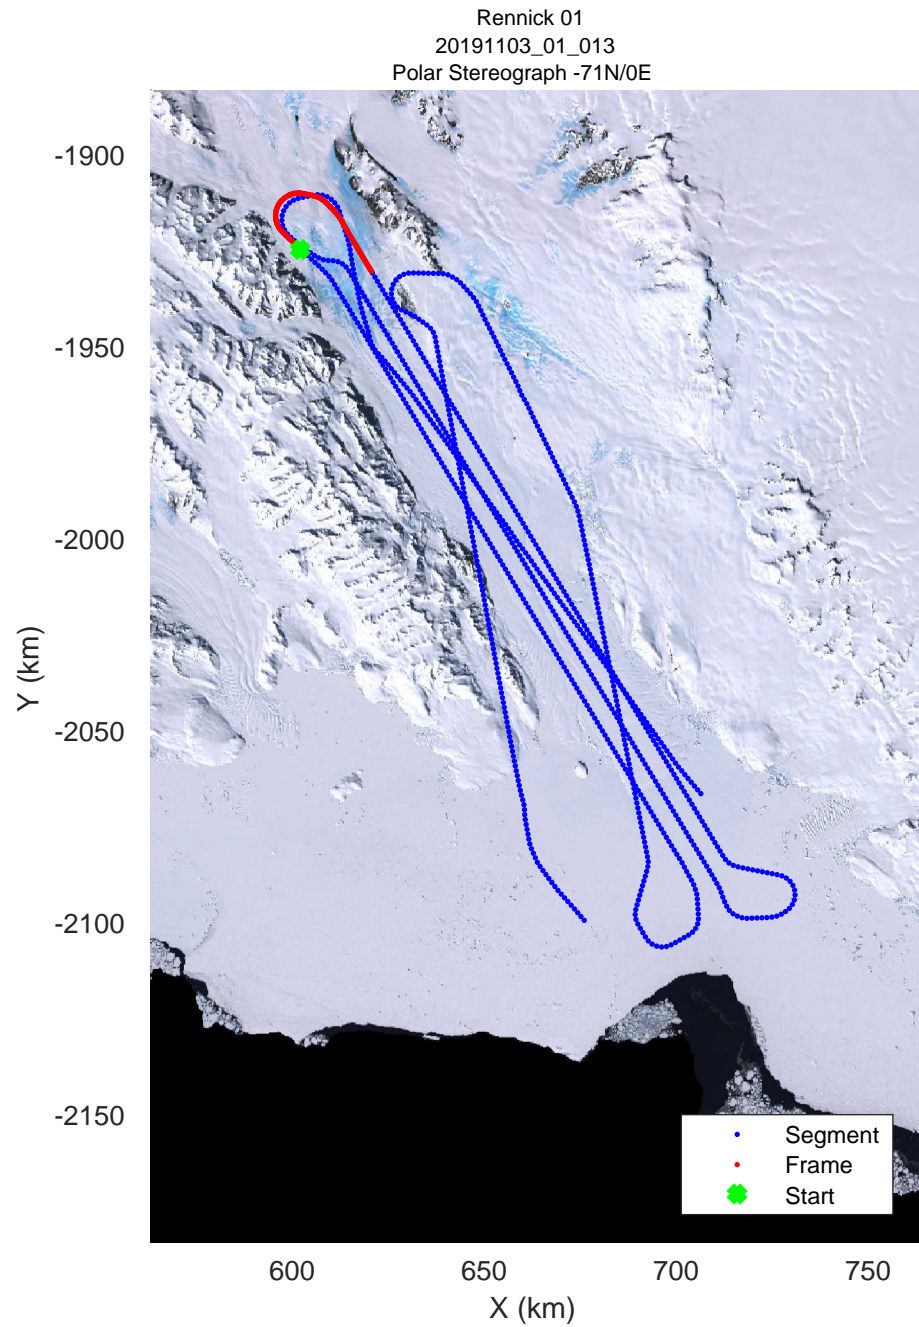 Rennick 01
20191103_01_013
Polar Stereograph -71N/0E
-1900
-1950
-2000
-2050
-2100
-2150
Y (km)
600
650
700
750
X (km)
Segment
Frame
Start